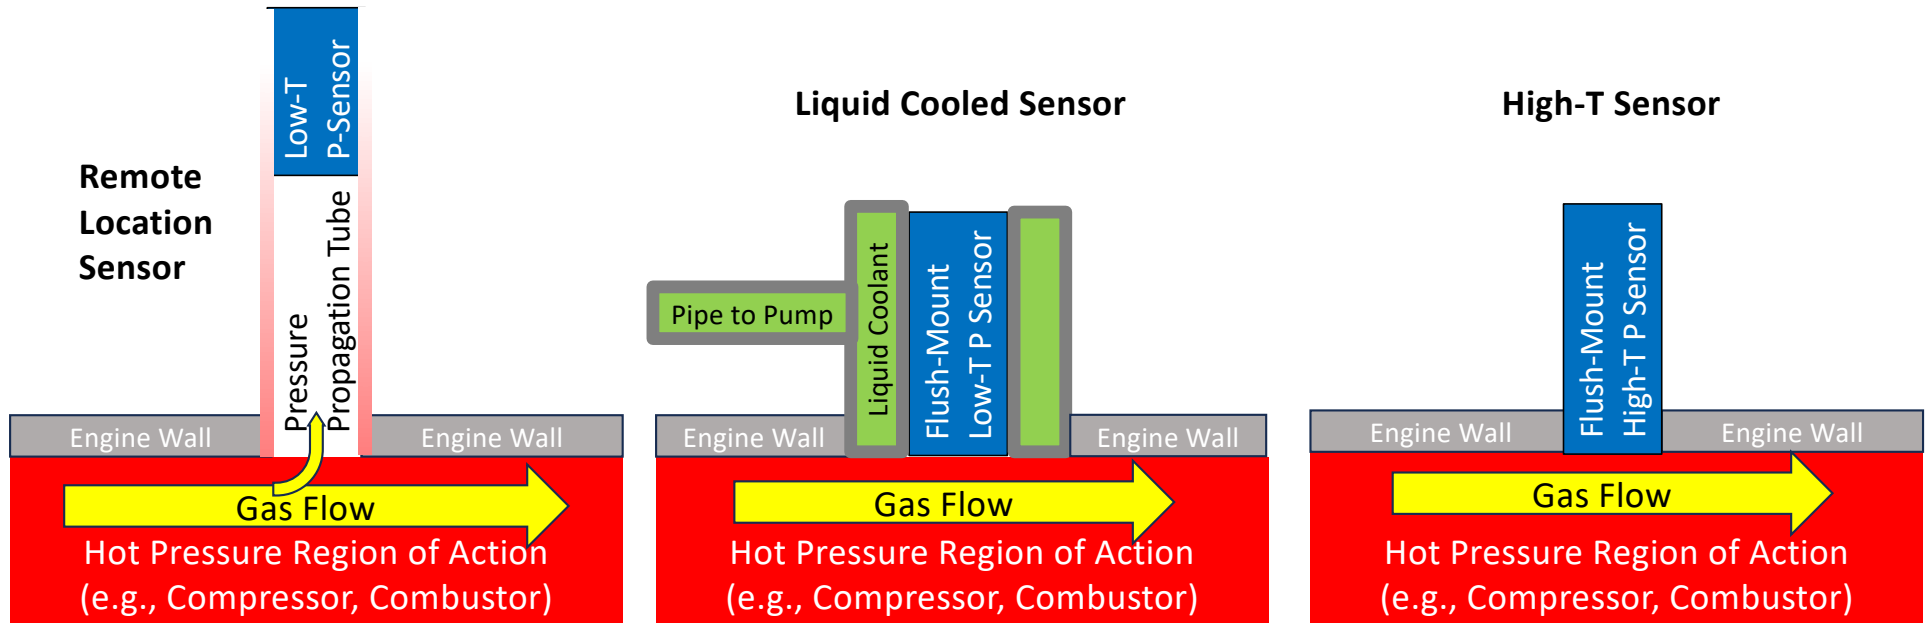 Remote
Location
Sensor
Low-T
P-Sensor
Pressure
Propagation Tube
Engine Wall
Engine Wall
Gas Flow
Hot Pressure Region of Action
(e.g., Compressor, Combustor)
Liquid Cooled Sensor
Pipe to Pump
Liquid Coolant
Flush-Mount
Low-T P Sensor
Engine Wall
Engine Wall
Gas Flow
Hot Pressure Region of Action
(e.g., Compressor, Combustor)
High-T Sensor
Flush-Mount
High-T P Sensor
Engine Wall
Engine Wall
Gas Flow
Hot Pressure Region of Action
(e.g., Compressor, Combustor)